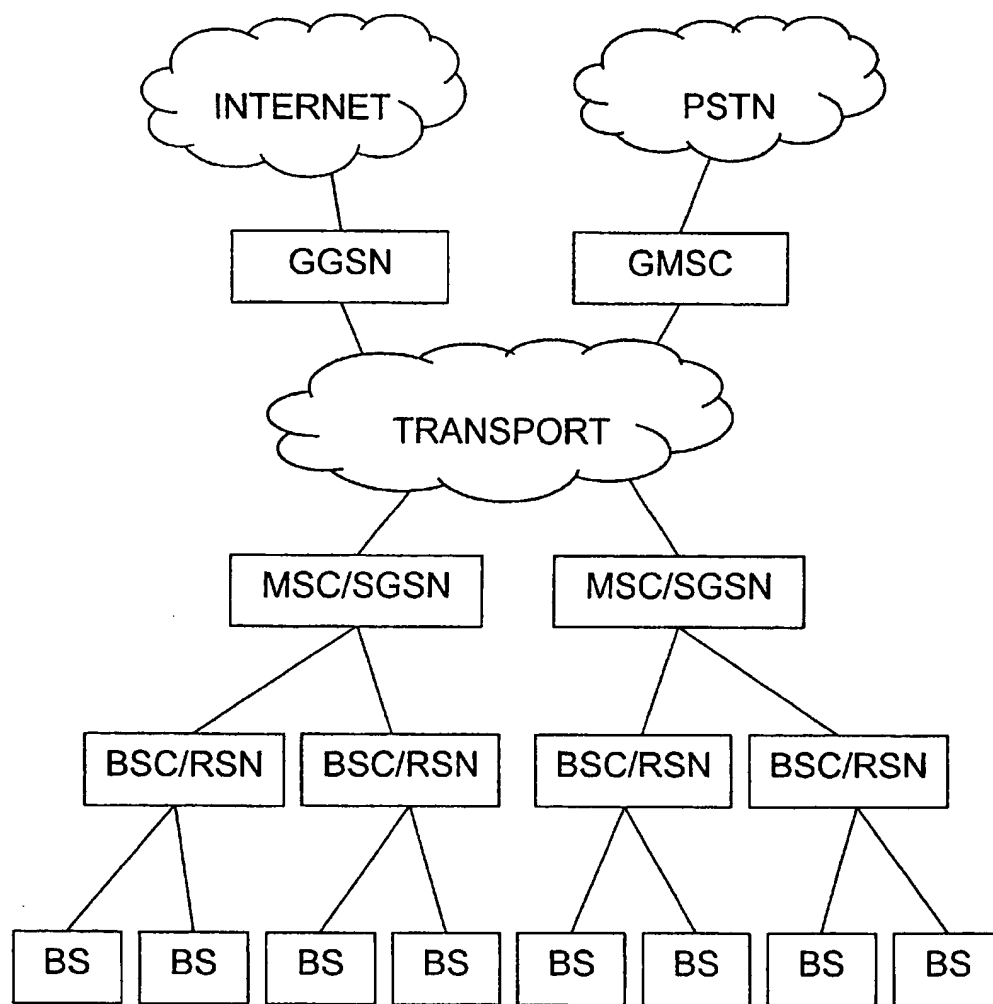 INTERNET
PSTN
GGSN
GMSC
TRANSPORT
MSC/SGSN
MSC/SGSN
BSC/RSN
BSC/RSN
BSC/RSN
BSC/RSN
BS
BS
BS
BS
BS
BS
BS
BS